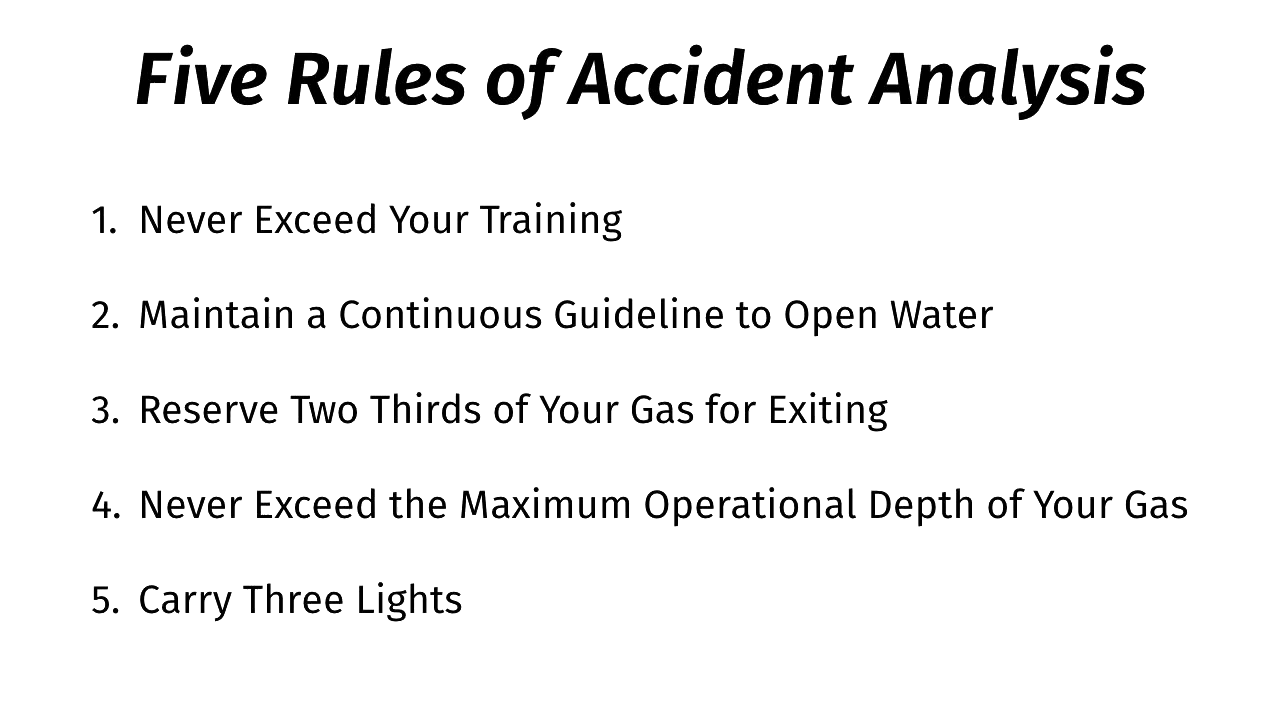 Five Rules of Accident Analysis
1. Never Exceed Your Training
2. Maintain a Continuous Guideline to Open Water
3. Reserve Two Thirds of Your Gas for Exiting
4. Never Exceed the Maximum Operational Depth of Your Gas
5. Carry Three Lights